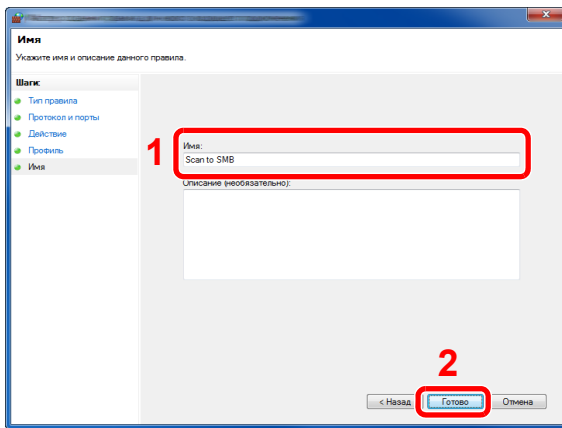 Имя
Укажите имя и описание данного правила.
Шаги:
Тип правила
Протокол и порты
Действие
Профиль
Имя
1
Имя:
Scan to SMB
Описание (необязательно):
2
< Назад
Готово
Отмена